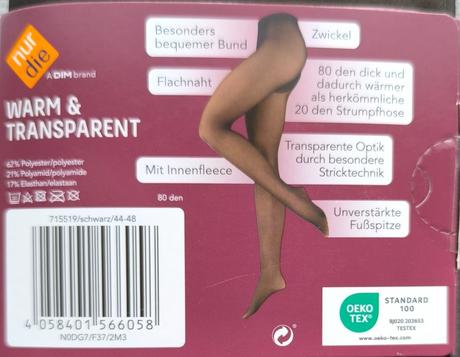 nur
die
A DIM brand
WARM &
TRANSPARENT
62% Polyester/polyester
21% Polyamid/polyamide
17% Elasthan/elastaan
80 den
Besonders
bequemer Bund
Zwickel
Flachnaht
80 den dick und
dadurch wärmer
als herkömmliche
20 den Strumpfhose
Transparente Optik
durch besondere
Stricktechnik
Mit Innenfleece
Unverstärkte
Fußspitze
715519/schwarz/44-48
4 058401 566058
N0DG7/F37/2M3
OEKO
TEX®
STANDARD
100
BJ020 203653
TESTEX
www.oeko-tex.com